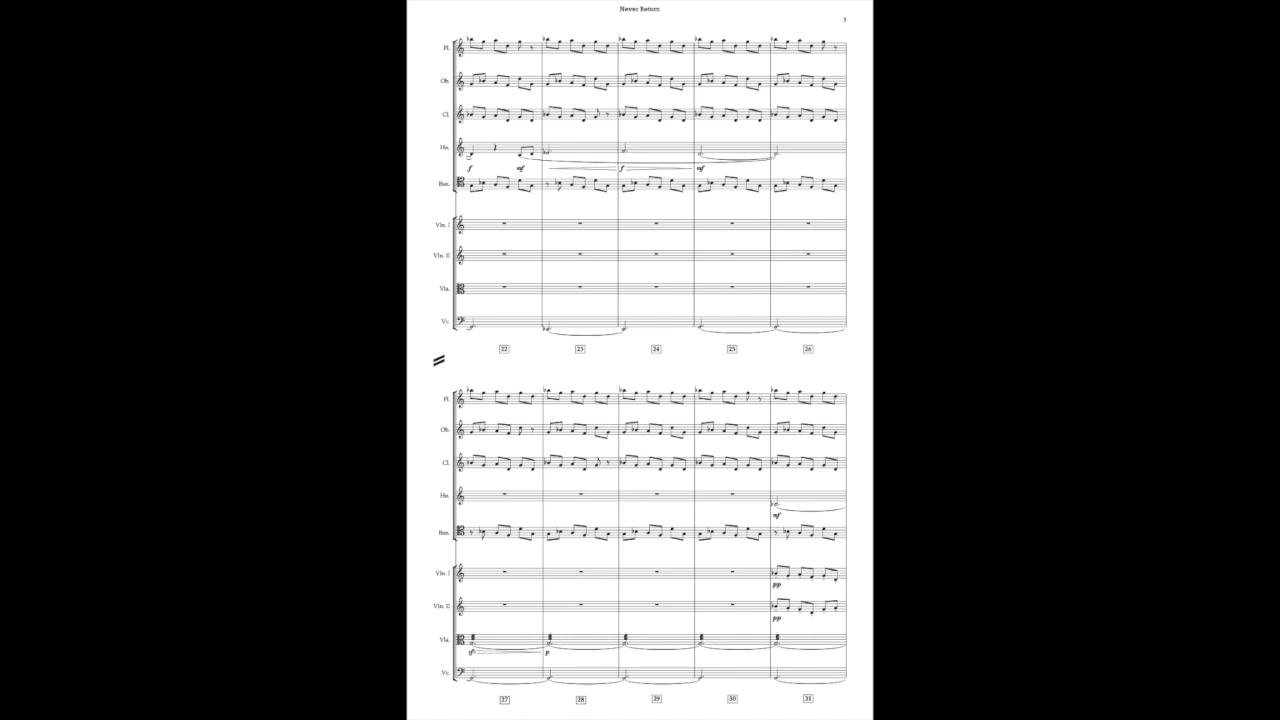 Never Return
3
Fl.
Ob.
Cl.
Hn.
f mf f mf
Bsn.
Vln. I
Vln. II
Vla.
Vc.
22 23 24 25 26
Fl.
Ob.
Cl.
Hn.
mf
Bsn.
Vln. I
pp
Vln. II
pp
Vla.
p
Vc.
27 28 29 30 31